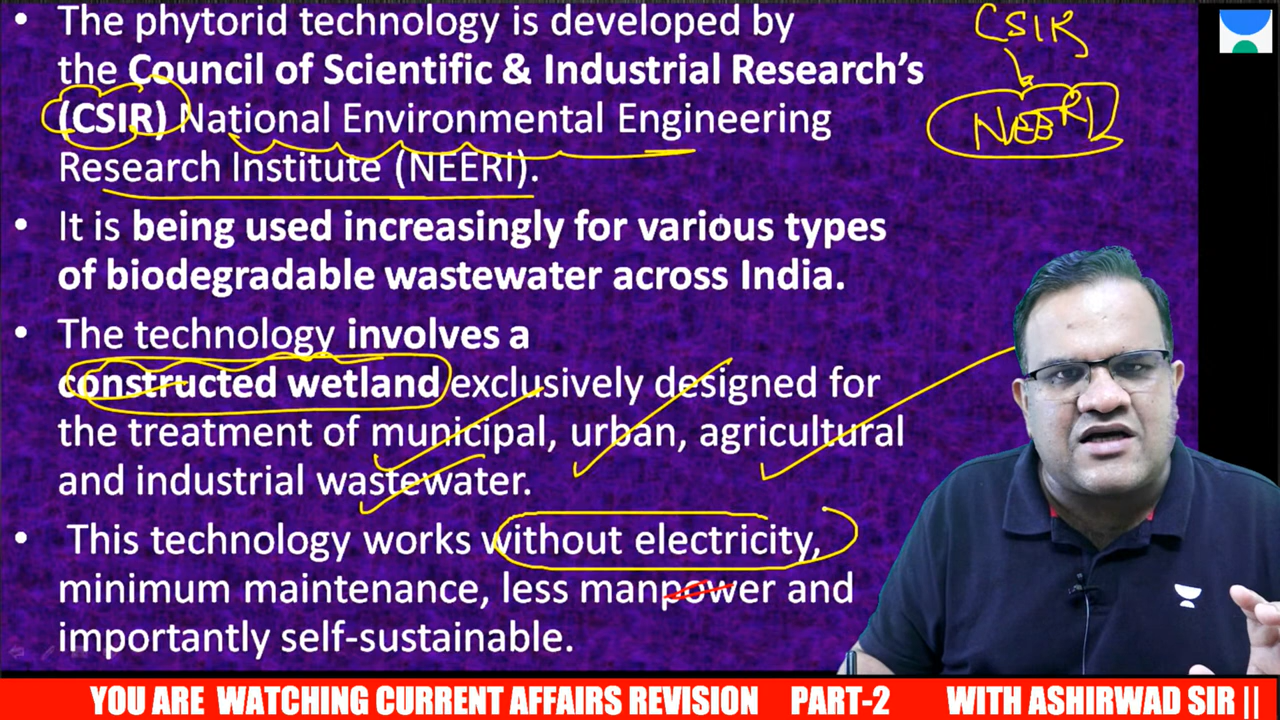 • The phytorid technology is developed by
the Council of Scientific & Industrial Research's
(CSIR) National Environmental Engineering
Research Institute (NEERI).
• It is being used increasingly for various types
of biodegradable wastewater across India.
• The technology involves a
constructed wetland exclusively designed for
the treatment of municipal, urban, agricultural
and industrial wastewater.
• This technology works without electricity,
minimum maintenance, less manpower and
importantly self-sustainable.
CSIR
NEERI
YOU ARE WATCHING CURRENT AFFAIRS REVISION PART-2 WITH ASHIRWAD SIR ||